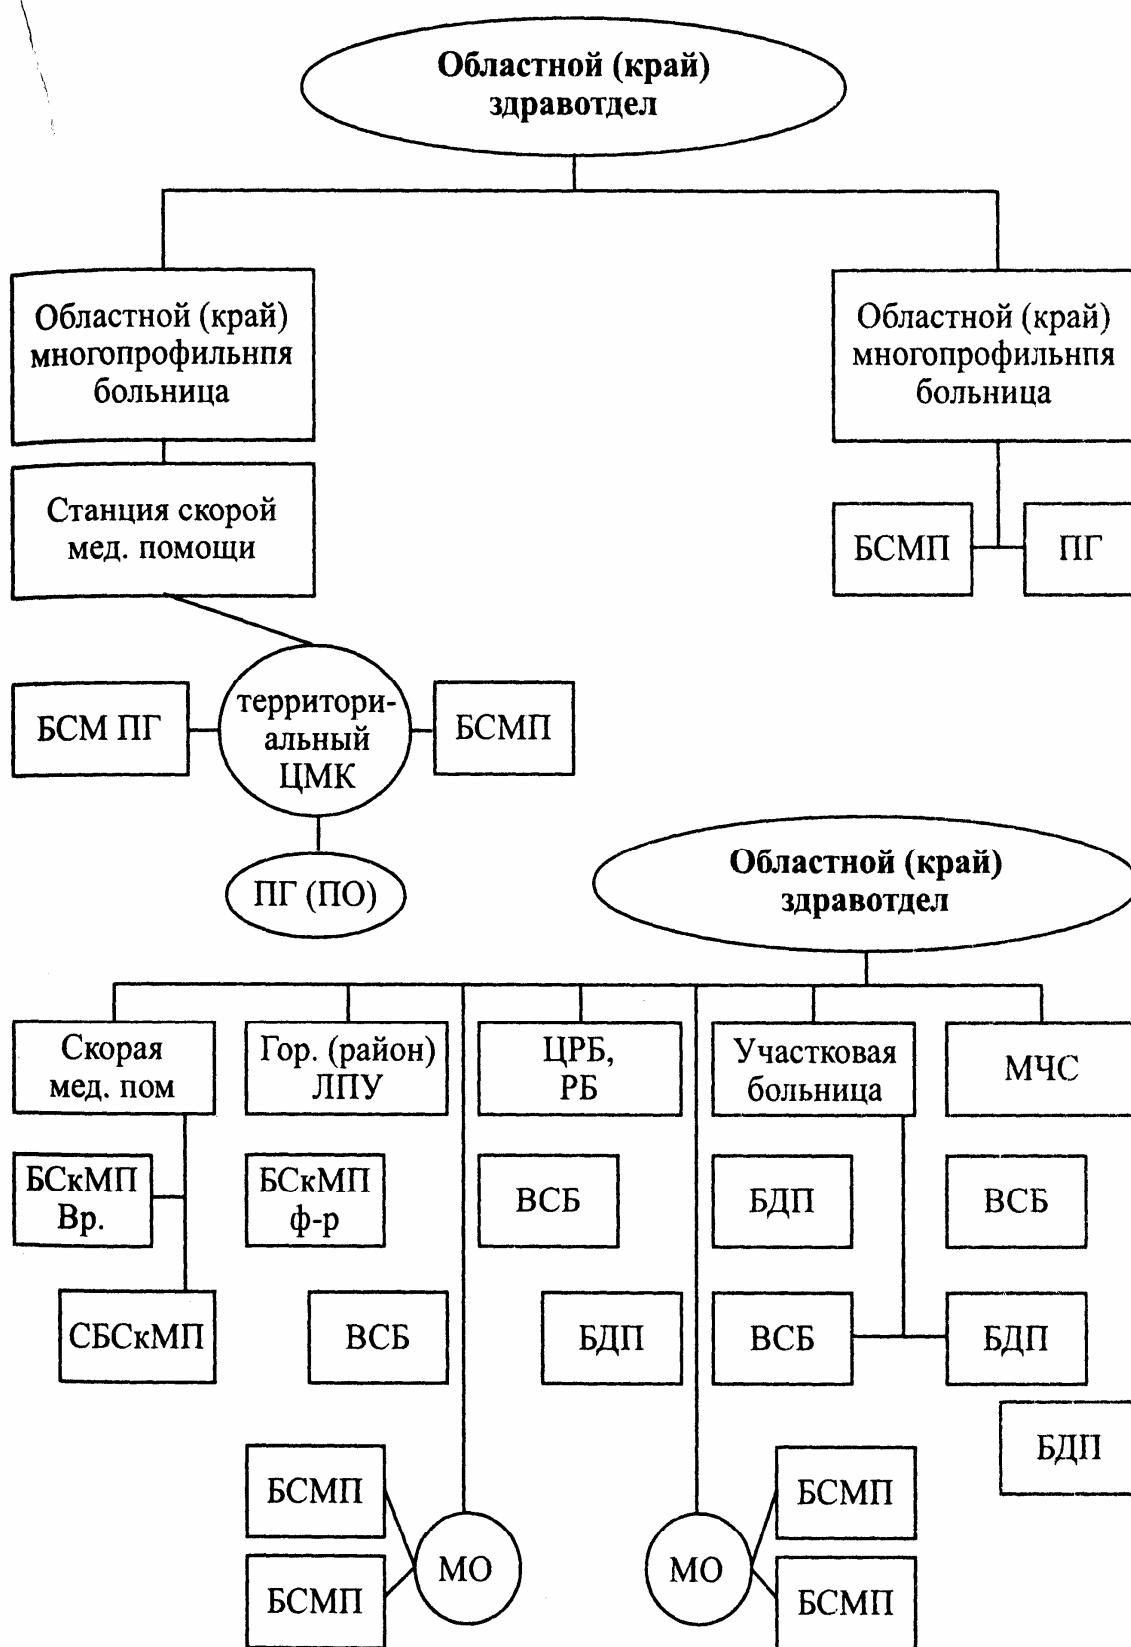 Областной (край)
здравотдел
Областной (край)
многопрофильнпя
больница
Областной (край)
многопрофильнпя
больница
Станция скорой
мед. помощи
БСМП
ПГ
БСМ ПГ
территори-
альный
ЦМК
БСМП
ПГ (ПО)
Областной (край)
здравотдел
Скорая
мед. пом
Гор. (район)
ЛПУ
ЦРБ,
РБ
Участковая
больница
МЧС
БСкМП
Вр.
БСкМП
ф-р
ВСБ
БДП
ВСБ
СБСкМП
ВСБ
БДП
ВСБ
БДП
БДП
БСМП
БСМП
МО
МО
БСМП
БСМП